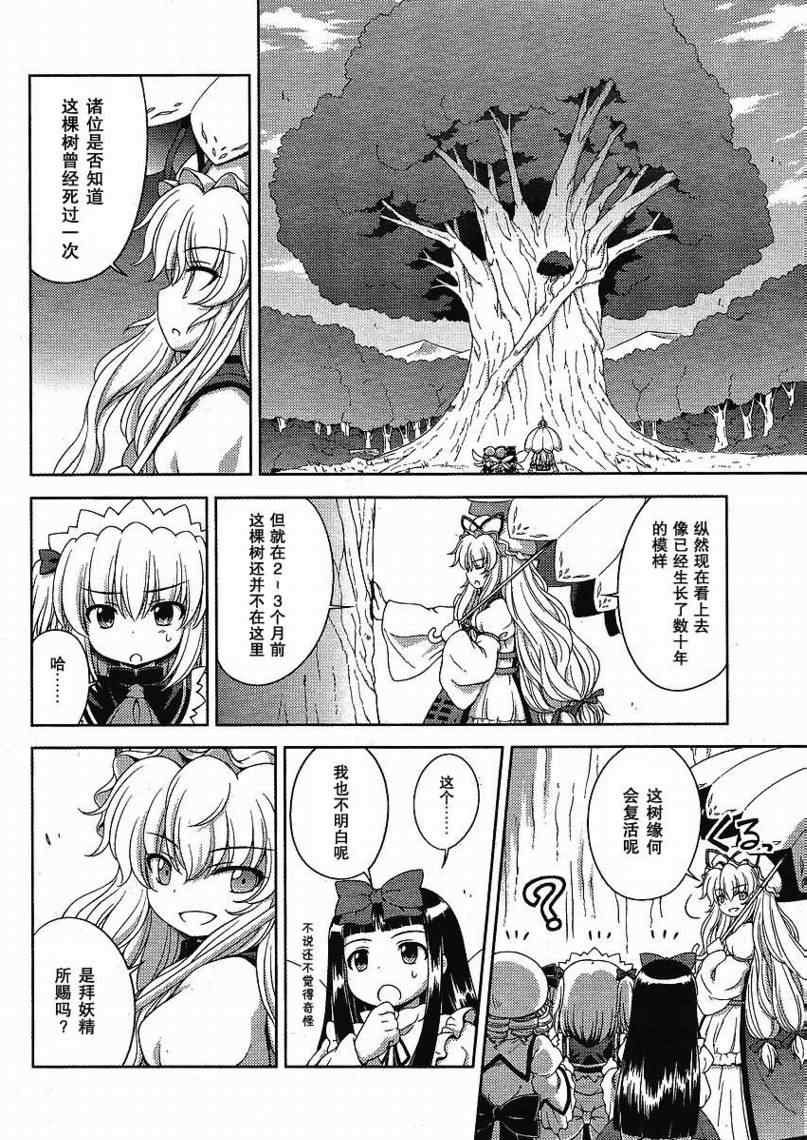 诸位是否知道
这棵树曾经死过一次
纵然现在看上去
像已经生长了数十年
的模样
但就在2-3个月前
这棵树还并不在这里
哈
……
这树缘何
会复活呢
くるっ
?
这个……
我也不明白呢
不说还不觉得奇怪
是拜妖精
所赐吗？